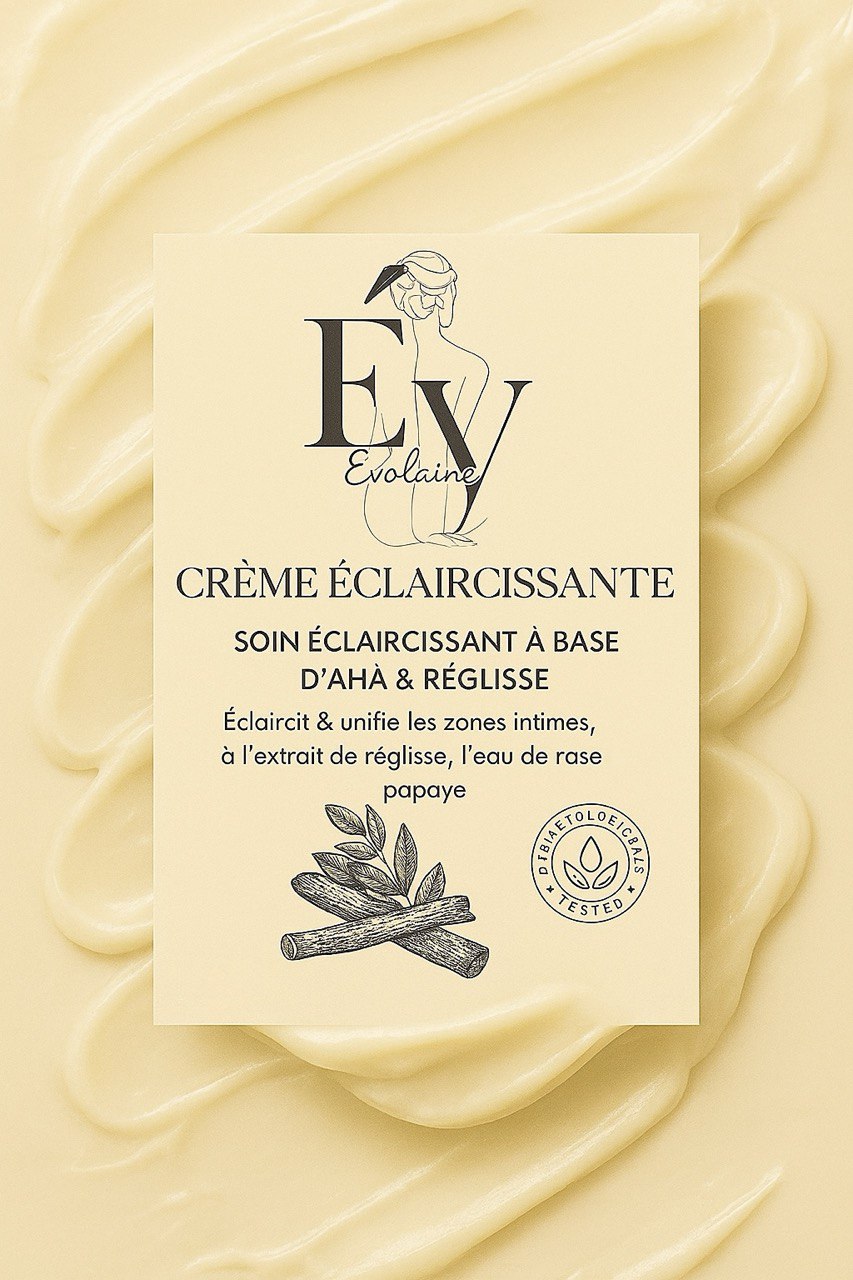 Éy
Evolaine
CRÈME ÉCLAIRCISSANTE
SOIN ÉCLAIRCISSANT À BASE
D'AHÀ & RÉGLISSE
Éclaircit & unifie les zones intimes,
à l'extrait de réglisse, l'eau de rase
papaye
TESTED